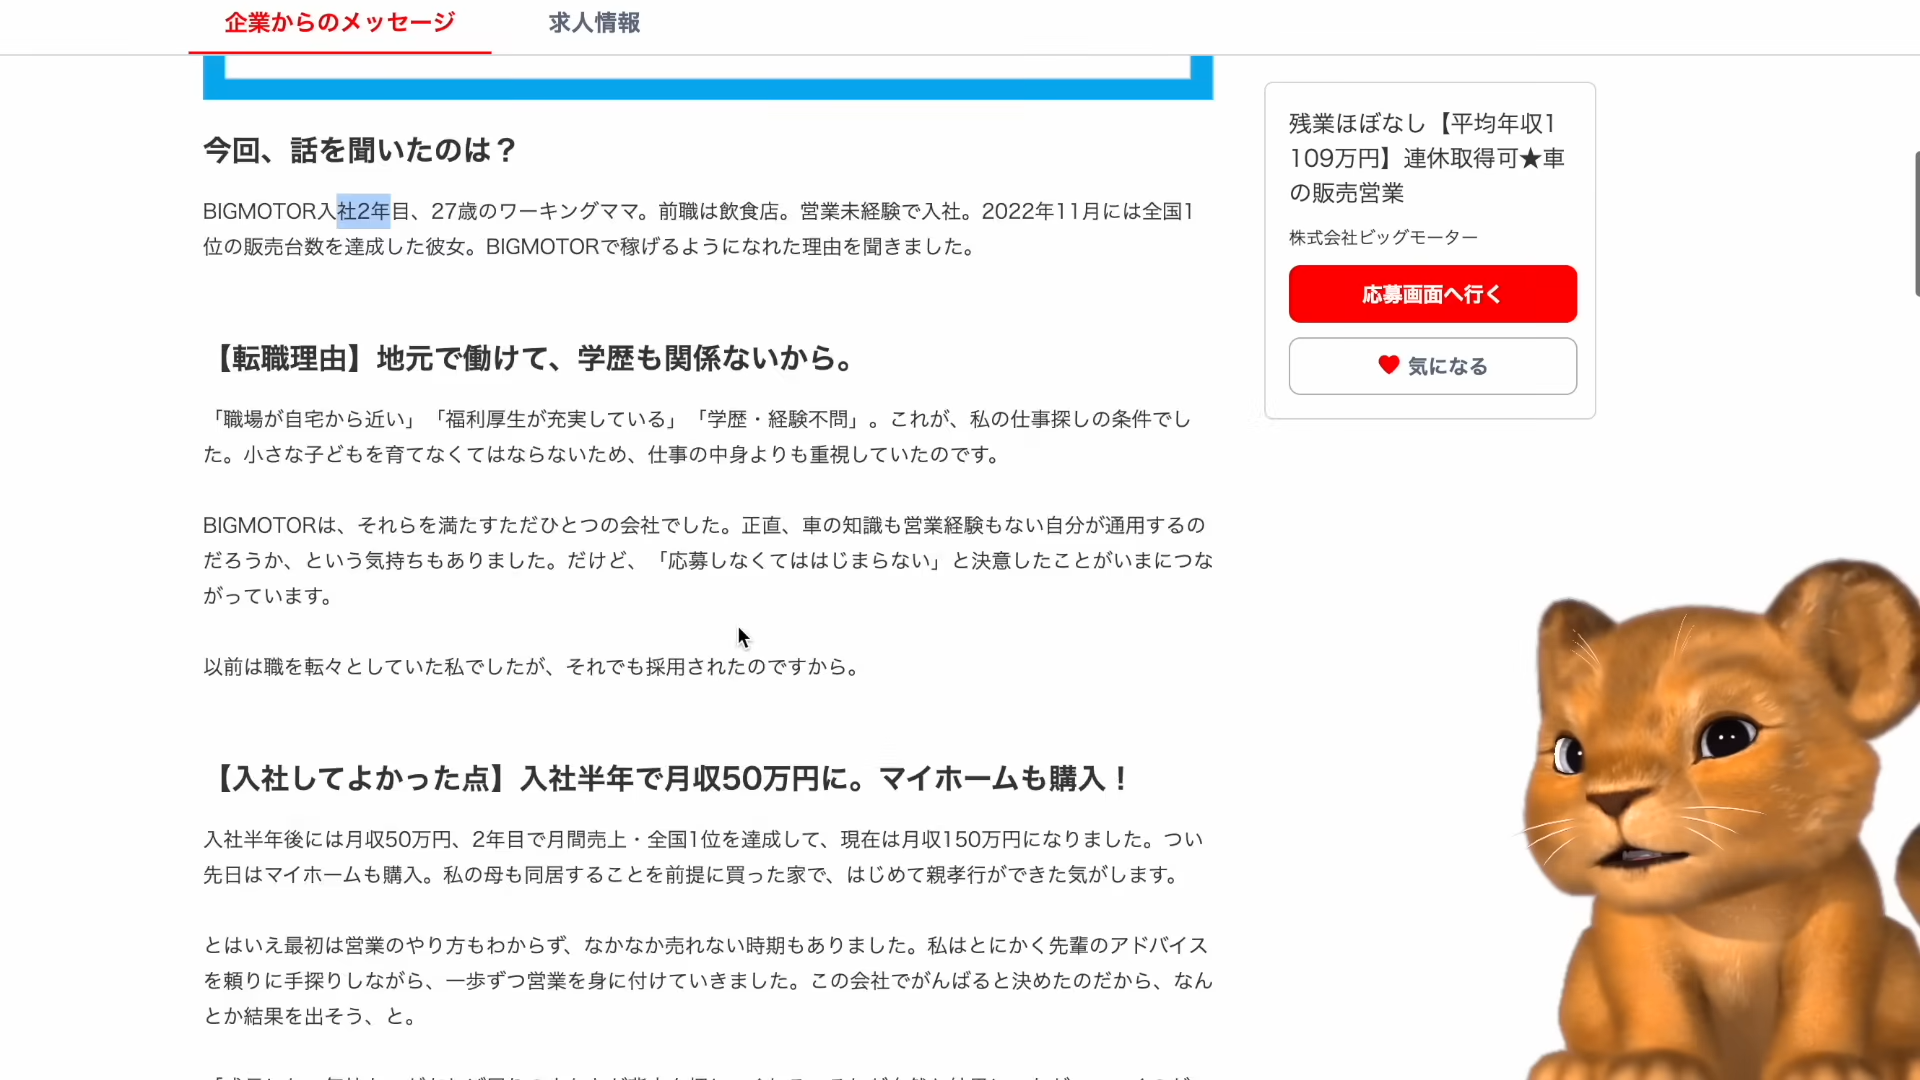 企業からのメッセージ
求人情報
今回、話を聞いたのは？
BIGMOTOR入社2年目、27歳のワーキングママ。前職は飲食店。営業未経験で入社。2022年11月には全国1
位の販売台数を達成した彼女。BIGMOTORで稼げるようになれた理由を聞きました。
【転職理由】地元で働けて、学歴も関係ないから。
「職場が自宅から近い」「福利厚生が充実している」「学歴・経験不問」。これが、私の仕事探しの条件でし
た。小さな子どもを育てなくてはならないため、仕事の中身よりも重視していたのです。
BIGMOTORは、それらを満たすただひとつの会社でした。正直、車の知識も営業経験もない自分が通用するの
だろうか、という気持ちもありました。だけど、「応募しなくてははじまらない」と決意したことがいまにつな
がっています。
以前は職を転々としていた私でしたが、それでも採用されたのですから。
【入社してよかった点】入社半年で月収50万円に。マイホームも購入！
入社半年後には月収50万円、2年目で月間売上・全国1位を達成して、現在は月収150万円になりました。つい
先日はマイホームも購入。私の母も同居することを前提に買った家で、はじめて親孝行ができた気がします。
とはいえ最初は営業のやり方もわからず、なかなか売れない時期もありました。私はとにかく先輩のアドバイス
を頼りに手探りしながら、一歩ずつ営業を身に付けていきました。この会社でがんばると決めたのだから、なん
とか結果を出そう、と。
残業ほぼなし【平均年収1
109万円】連休取得可★車
の販売営業
株式会社ビッグモーター
応募画面へ行く
気になる